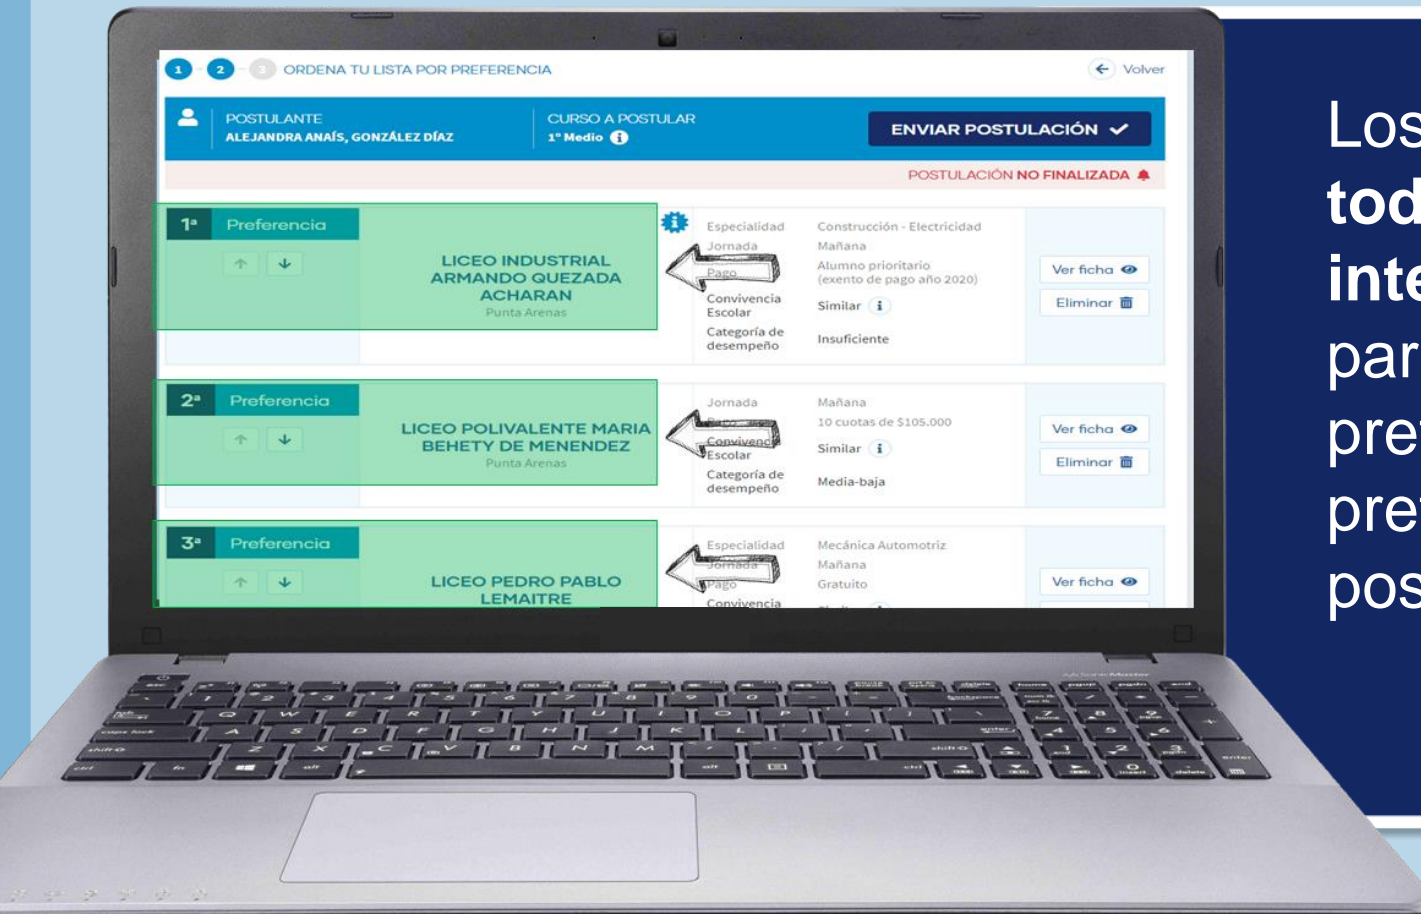 1 - 2 - 3 ORDENA TU LISTA POR PREFERENCIA
Volver
POSTULANTE
ALEJANDRA ANAÍS, GONZÁLEZ DÍAZ
CURSO A POSTULAR
1º Medio
ENVIAR POSTULACIÓN
POSTULACIÓN NO FINALIZADA
1ª Preferencia
LICEO INDUSTRIAL
ARMANDO QUEZADA
ACHARAN
Punta Arenas
Especialidad Construcción - Electricidad
Jornada Mañana
Pago Alumno prioritario
(exento de pago año 2020)
Convivencia
Escolar Similar
Categoría de
desempeño Insuficiente
Ver ficha
Eliminar
2ª Preferencia
LICEO POLIVALENTE MARIA
BEHETY DE MENENDEZ
Punta Arenas
Jornada Mañana
10 cuotas de $105.000
Convivencia
Escolar Similar
Categoría de
desempeño Media-baja
Ver ficha
Eliminar
3ª Preferencia
LICEO PEDRO PABLO
LEMAITRE
Especialidad Mecánica Automotriz
Jornada Mañana
Pago Gratuito
Convivencia
Ver ficha
Los
tod
inte
par
pre
pos